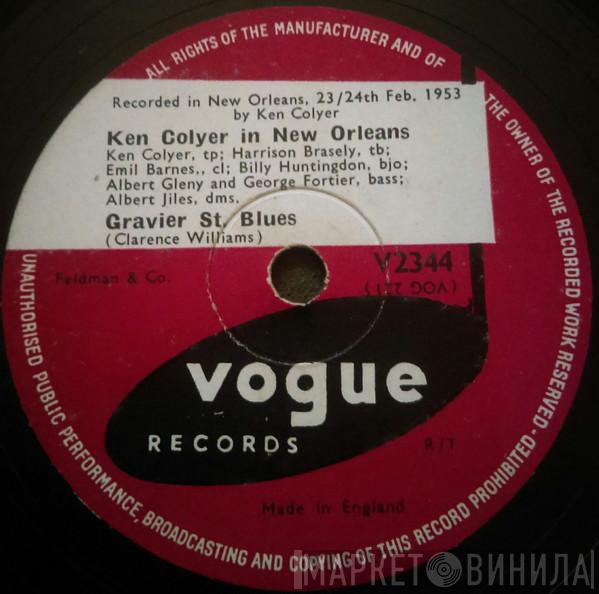 ALL RIGHTS OF THE MANUFACTURER AND OF THE OWNER OF THE RECORDED WORK RESERVED - UNAUTHORISED PUBLIC PERFORMANCE, BROADCASTING AND COPYING OF THIS RECORD PROHIBITED -
Recorded in New Orleans, 23/24th Feb. 1953
by Ken Colyer
Ken Colyer in New Orleans
Ken Colyer, tp; Harrison Brasely, tb;
Emil Barnes,, cl; Billy Huntingdon, bjo;
Albert Gleny and George Fortier, bass;
Albert Jiles, dms.
Gravier St. Blues
(Clarence Williams)
Feldman & Co.
V2344
(VOG 221)
vogue
RECORDS
R/T
Made in England
МАРКЕТ ВИНИЛА